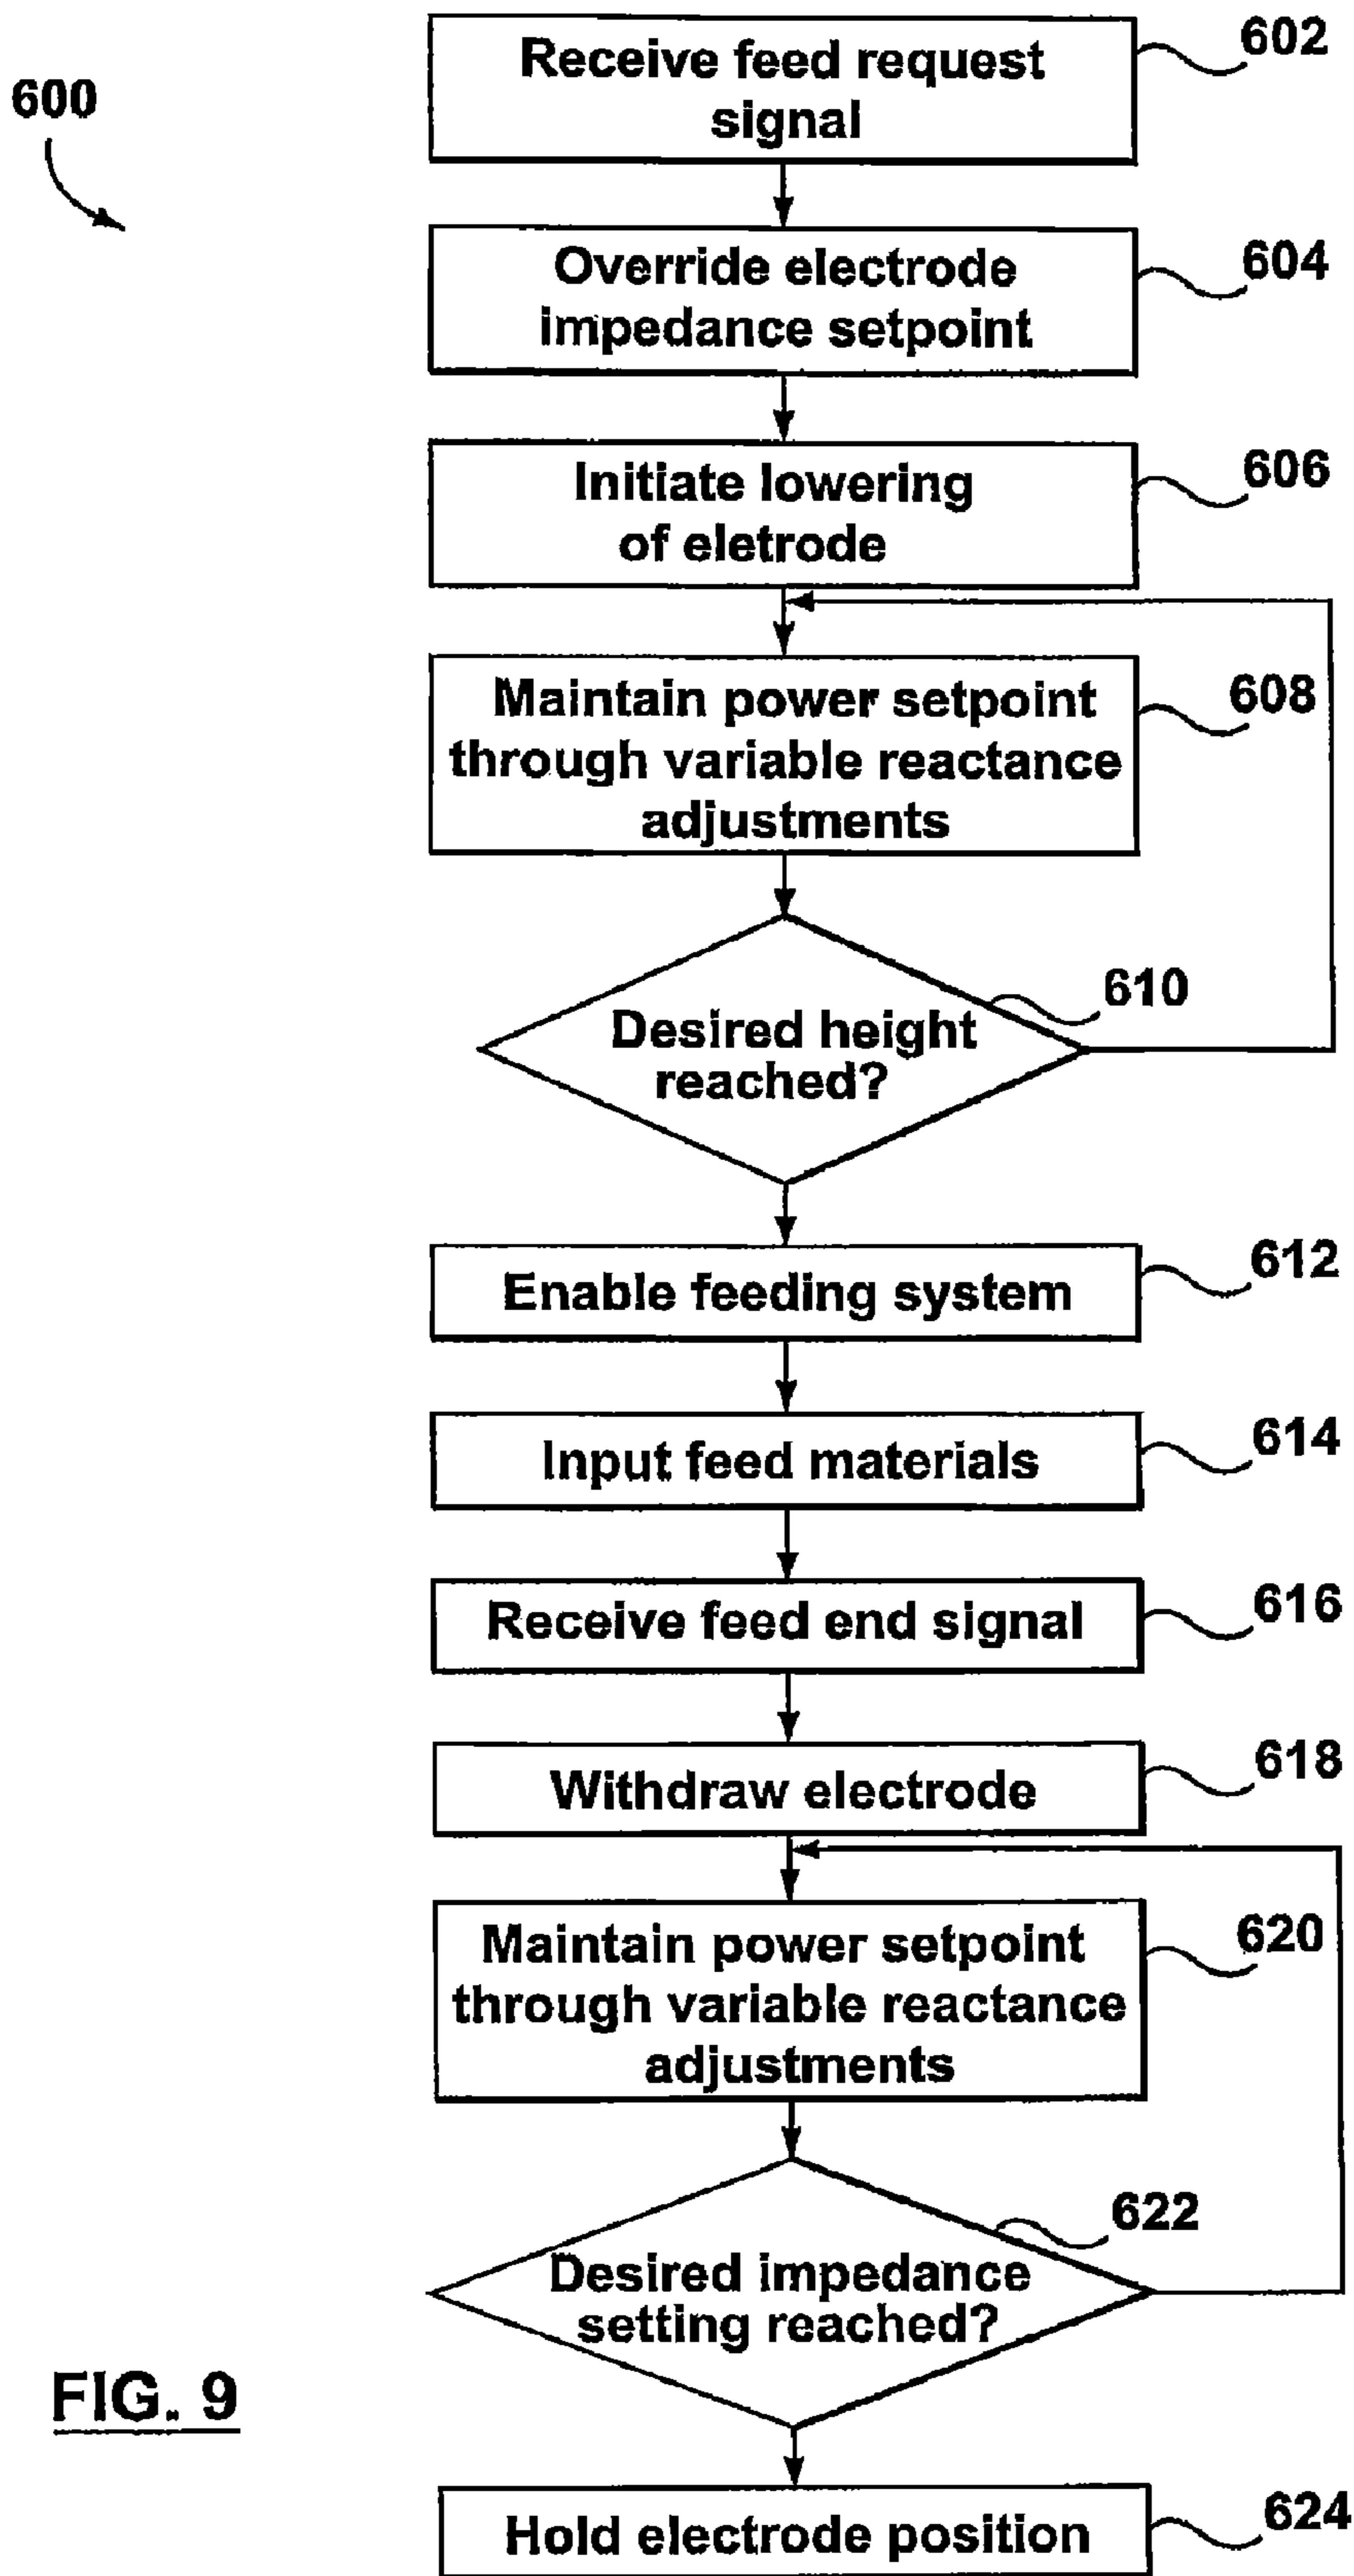 600
Receive feed request
signal
602
Override electrode
impedance setpoint
604
Initiate lowering
of eletrode
606
Maintain power setpoint
through variable reactance
adjustments
608
Desired height
reached?
610
Enable feeding system
612
Input feed materials
614
Receive feed end signal
616
Withdraw electrode
618
Maintain power setpoint
through variable reactance
adjustments
620
Desired impedance
setting reached?
622
Hold electrode position
624
FIG. 9